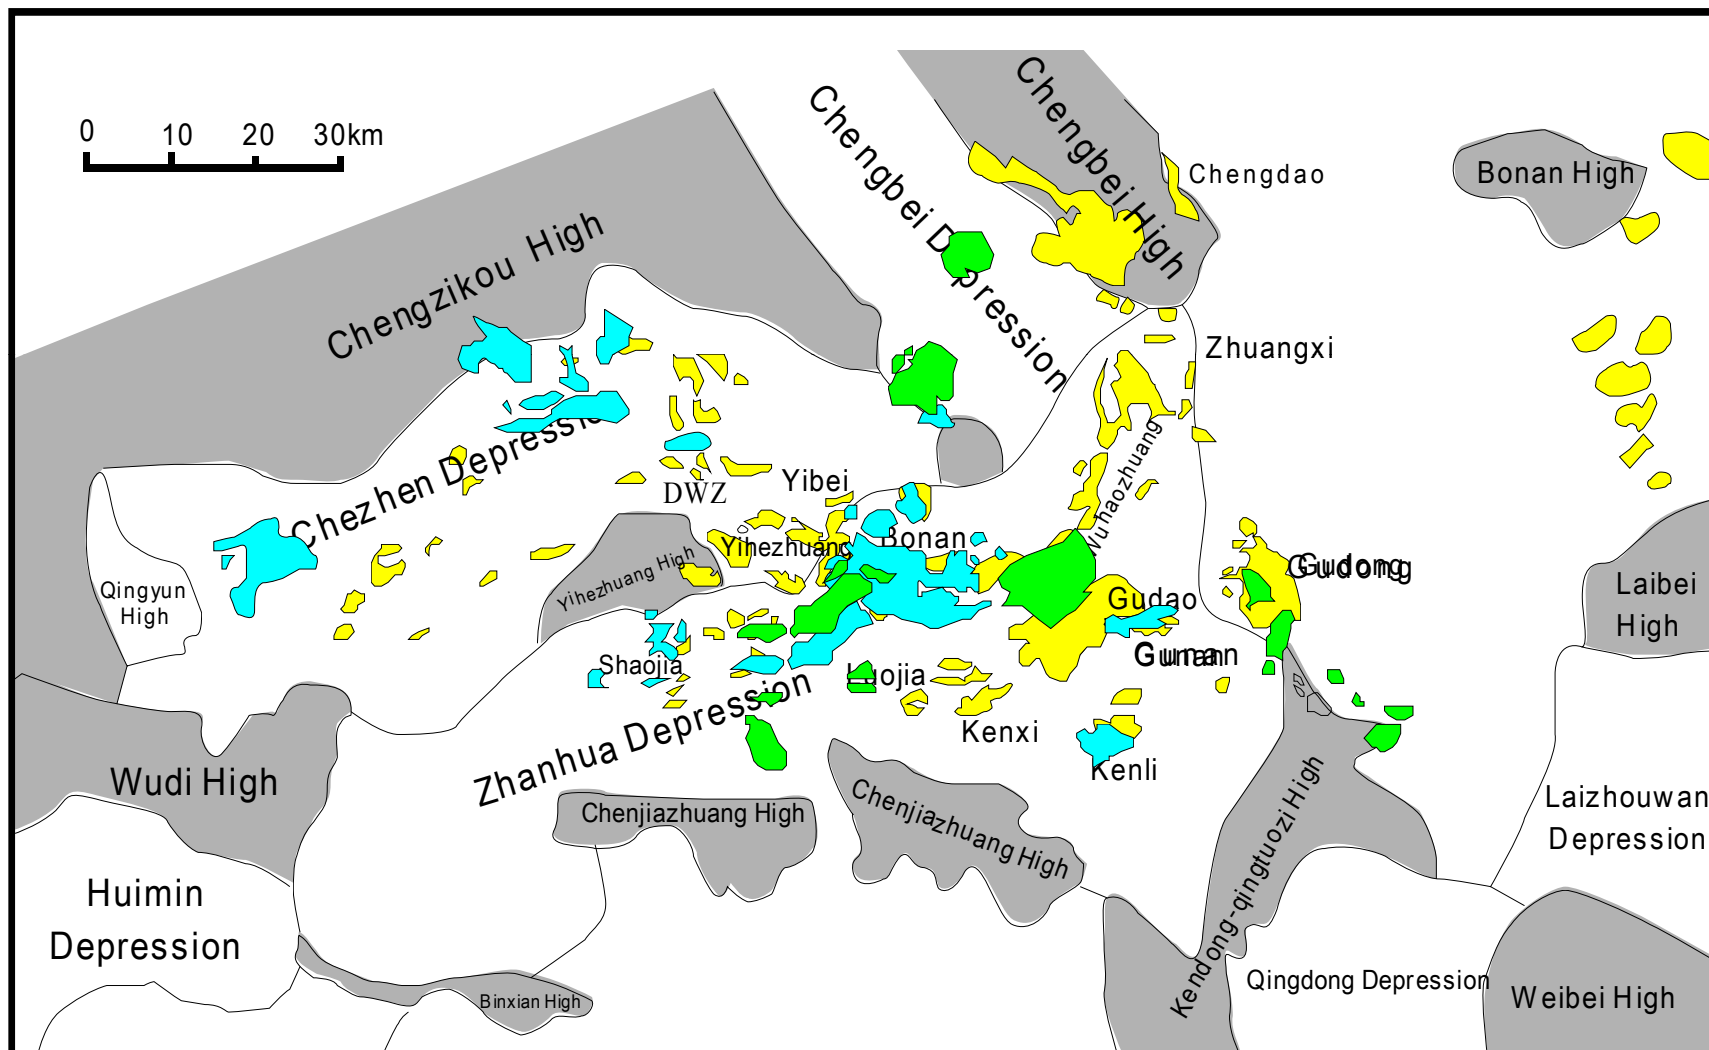 0 10 20 30km
Chengzikou High
Chengbei Depression
Chengbei High
Chengdao
Bonan High
Zhuangxi
Chezhen Depression
DWZ
Yibei
Wuhaozhuang
Yihezhuang
Bonan
Yihezhuang High
Qingyun
High
Gudao
Gudong
Gudong
Laibei
High
Gunan
Gunan
Shaojia
Luojia
Zhanhua Depression
Kenxi
Kenli
Wudi High
Chenjiazhuang High
Chenjiazhuang High
Kendong-qingtuozi High
Laizhouwan
Depression
Huimin
Depression
Binxian High
Qingdong Depression
Weibei High